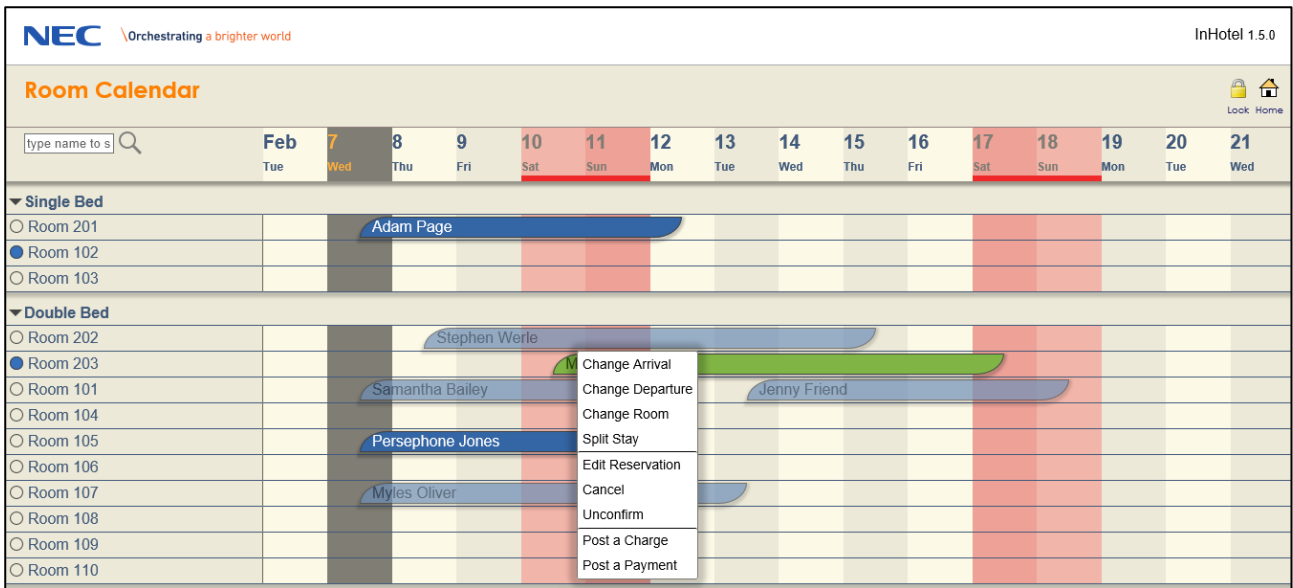 NEC \Orchestrating a brighter world InHotel 1.5.0
Room Calendar
Lock Home
type name to s
Feb 7 8 9 10 11 12 13 14 15 16 17 18 19 20 21
Tue Wed Thu Fri Sat Sun Mon Tue Wed Thu Fri Sat Sun Mon Tue Wed
Single Bed
Room 201 Adam Page
Room 102
Room 103
Double Bed
Room 202 Stephen Werle
Room 203 M
Room 101 Samantha Bailey Jenny Friend
Room 104
Room 105 Persephone Jones
Room 106
Room 107 Myles Oliver
Room 108
Room 109
Room 110
Change Arrival
Change Departure
Change Room
Split Stay
Edit Reservation
Cancel
Unconfirm
Post a Charge
Post a Payment